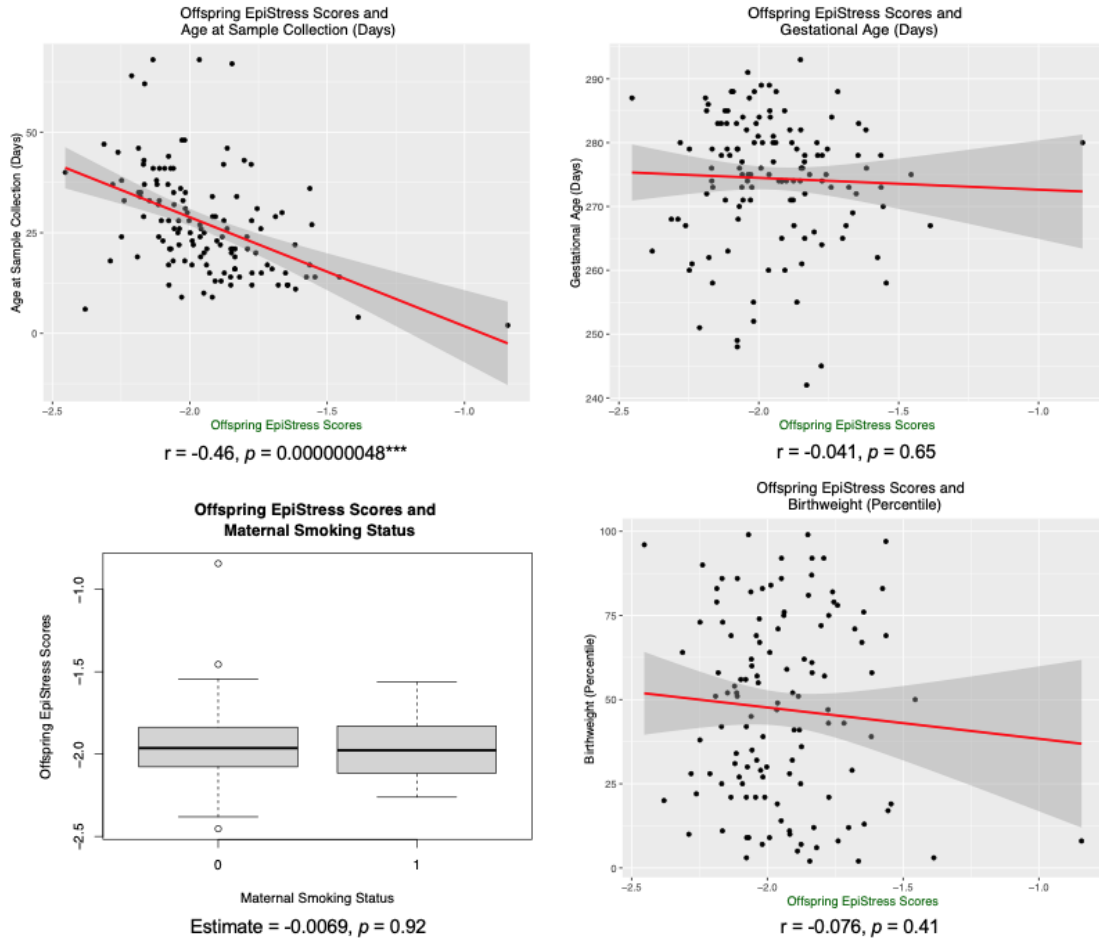 Offspring EpiStress Scores and
Age at Sample Collection (Days)
Age at Sample Collection (Days)
50
25
0
−2.5
−2.0
−1.5
−1.0
Offspring EpiStress Scores
r = -0.46, p = 0.000000048***
Offspring EpiStress Scores and
Gestational Age (Days)
Gestational Age (Days)
290
280
270
260
250
240
−2.5
−2.0
−1.5
−1.0
Offspring EpiStress Scores
r = -0.041, p = 0.65
Offspring EpiStress Scores and
Maternal Smoking Status
Offspring EpiStress Scores
−1.0
−1.5
−2.0
−2.5
0
1
Maternal Smoking Status
Estimate = -0.0069, p = 0.92
Offspring EpiStress Scores and
Birthweight (Percentile)
Birthweight (Percentile)
100
75
50
25
0
−2.5
−2.0
−1.5
−1.0
Offspring EpiStress Scores
r = -0.076, p = 0.41